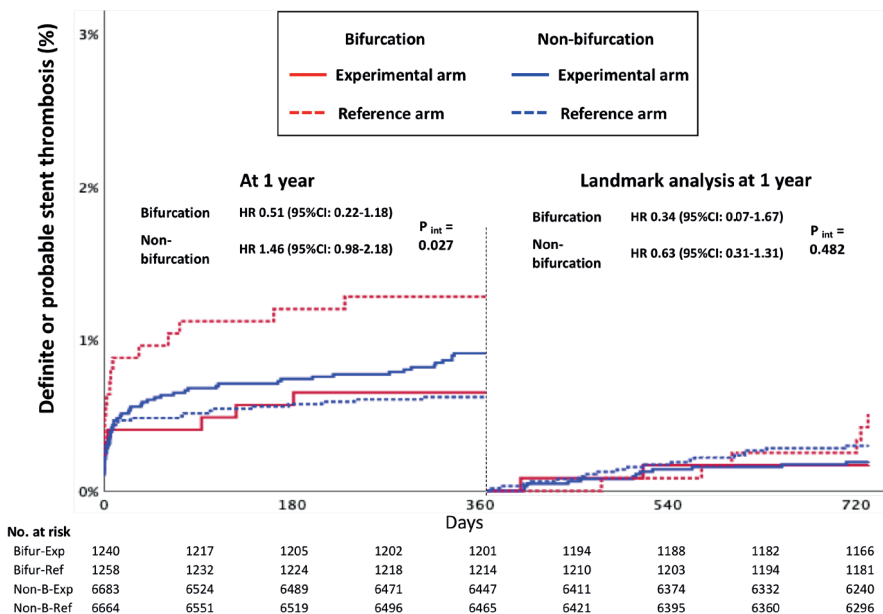 Definite or probable stent thrombosis (%)
3%
2%
1%
0%
Bifurcation Non-bifurcation
Experimental arm Experimental arm
Reference arm Reference arm
At 1 year
Bifurcation HR 0.51 (95%CI: 0.22-1.18)
Non-bifurcation HR 1.46 (95%CI: 0.98-2.18)
P int = 0.027
Landmark analysis at 1 year
Bifurcation HR 0.34 (95%CI: 0.07-1.67)
Non-bifurcation HR 0.63 (95%CI: 0.31-1.31)
P int = 0.482
0 180 360 540 720
Days
No. at risk
Bifur-Exp 1240 1217 1205 1202 1201 1194 1188 1182 1166
Bifur-Ref 1258 1232 1224 1218 1214 1210 1203 1194 1181
Non-B-Exp 6683 6524 6489 6471 6447 6411 6374 6332 6240
Non-B-Ref 6664 6551 6519 6496 6465 6421 6395 6360 6296